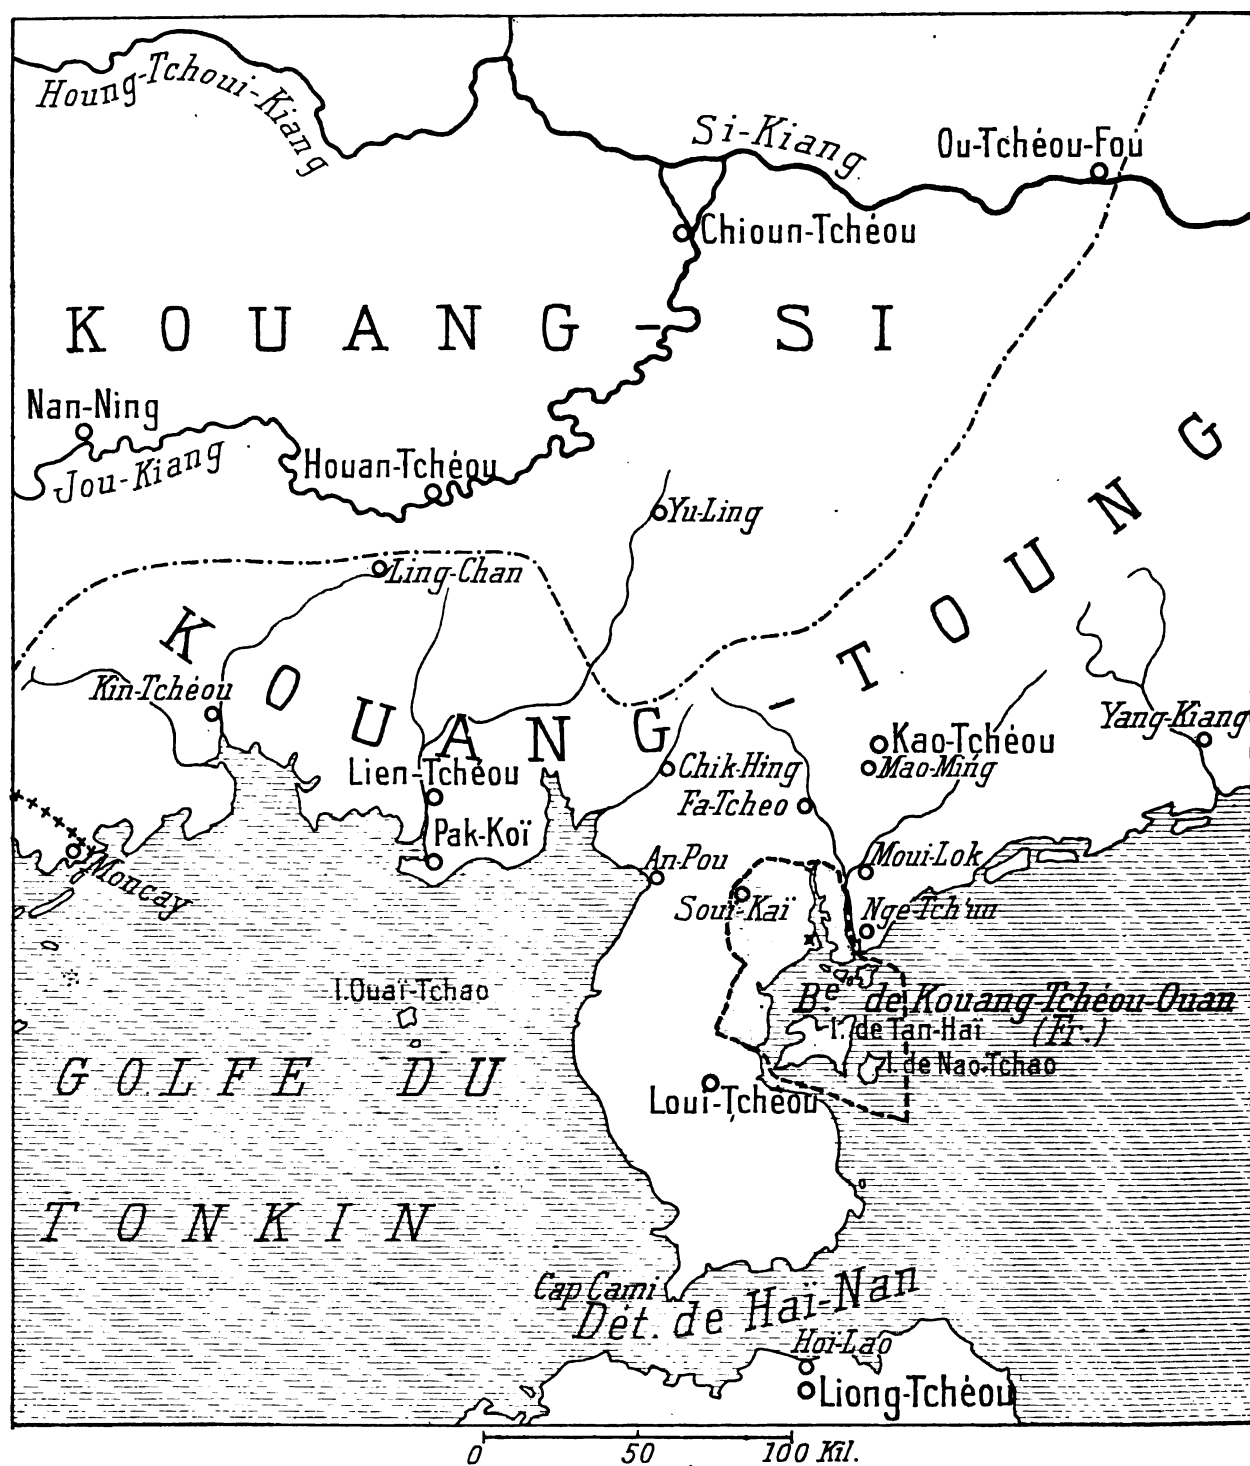 Houng-Tchoui-Kiang
Si-Kiang
Ou-Tchéou-Fou
Chioun-Tchéou
KOUANG-SI
Nan-Ning
Jou-Kiang
Houan-Tchéou
Yu-Ling
Ling-Chan
KOUANG-TOUNG
Kin-Tchéou
Yang-Kiang
Kao-Tchéou
Mao-Ming
Chik-Hing
Fa-Tcheo
Lien-Tchéou
Pak-Koï
Moncay
An-Pou
Moui-Lok
Soui-Kaï
Nge-Tch'un
I. Ouaï-Tchao
Be. de Kouang-Tchéou-Ouan
(Fr.)
I. de Tan-Haï
I. de Nao-Tchao
GOLFE DU
TONKIN
Loui-Tchéou
Cap Cami
Dét. de Haï-Nan
Hoi-Lao
Liong-Tchéou
0 50 100 Kil.